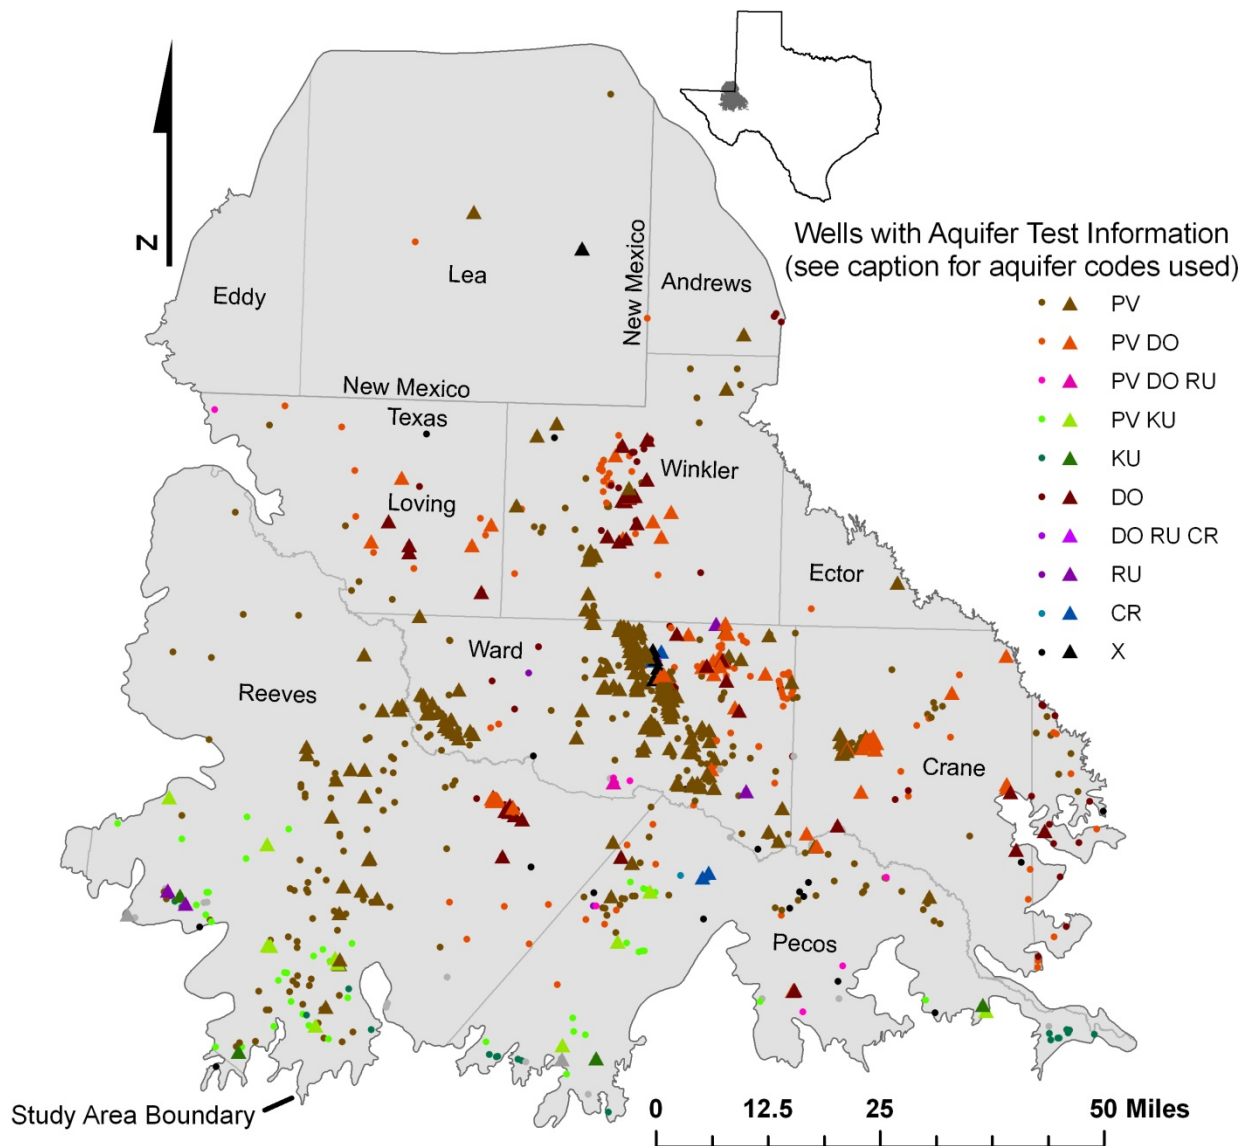 Z
New Mexico
Wells with Aquifer Test Information
(see caption for aquifer codes used)
Lea
Andrews
Eddy
PV
PV DO
PV DO RU
PV KU
KU
DO
DO RU CR
RU
CR
X
New Mexico
Texas
Winkler
Loving
Ector
Ward
Reeves
Crane
Pecos
Study Area Boundary
0 12.5 25 50 Miles